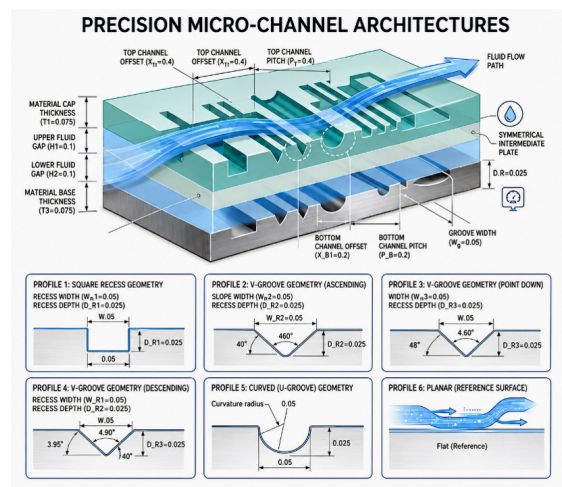 PRECISION MICRO-CHANNEL ARCHITECTURES
TOP CHANNEL
OFFSET (X_T1=0.4)
TOP CHANNEL
OFFSET (X_T1=0.4)
TOP CHANNEL
PITCH (P_T=0.4)
FLUID FLOW
PATH
MATERIAL CAP
THICKNESS
(T1=0.075)
UPPER FLUID
GAP (H1=0.1)
LOWER FLUID
GAP (H2=0.1)
MATERIAL BASE
THICKNESS
(T3=0.075)
SYMMETRICAL
INTERMEDIATE
PLATE
D.R=0.025
BOTTOM
CHANNEL OFFSET
(X_B1=0.2)
BOTTOM
CHANNEL PITCH
(P_B=0.2)
GROOVE WIDTH
(Wg=0.05)
PROFILE 1: SQUARE RECESS GEOMETRY
RECESS WIDTH (Wn1=0.05)
RECESS DEPTH (D_R1=0.025)
W.05
D_R1=0.025
0.05
PROFILE 2: V-GROOVE GEOMETRY (ASCENDING)
SLOPE WIDTH (Wn2=0.05)
RECESS DEPTH (D_R2=0.025)
W_R2=0.05
460°
40°
D_R2=0.025
PROFILE 3: V-GROOVE GEOMETRY (POINT DOWN)
WIDTH (Wn3=0.05)
RECESS DEPTH (D_R3=0.025)
W.05
4.60°
48°
D_R3=0.025
PROFILE 4: V-GROOVE GEOMETRY (DESCENDING)
RECESS WIDTH (W_R1=0.05)
RECESS DEPTH (D_R2=0.025)
W.05
4.90°
3.95°
40°
D_R3=0.025
PROFILE 5: CURVED (U-GROOVE) GEOMETRY
Curvature radius
0.05
0.025
0.05
PROFILE 6: PLANAR (REFERENCE SURFACE)
Flat (Reference)